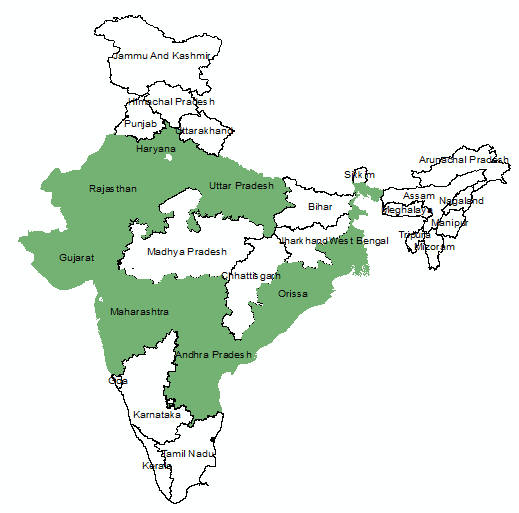 Jammu And Kashmir
Himachal Pradesh
Punjab
Uttarakhand
Haryana
Arunachal Pradesh
Sikkim
Rajasthan
Uttar Pradesh
Assam
Nagaland
Bihar
Meghalaya
Manipur
Tripura
Jharkhand
West Bengal
Mizoram
Madhya Pradesh
Gujarat
Chhattisgach
Orissa
Maharashtra
Andhra Pradesh
Goa
Karnataka
Tamil Nadu
Kerala